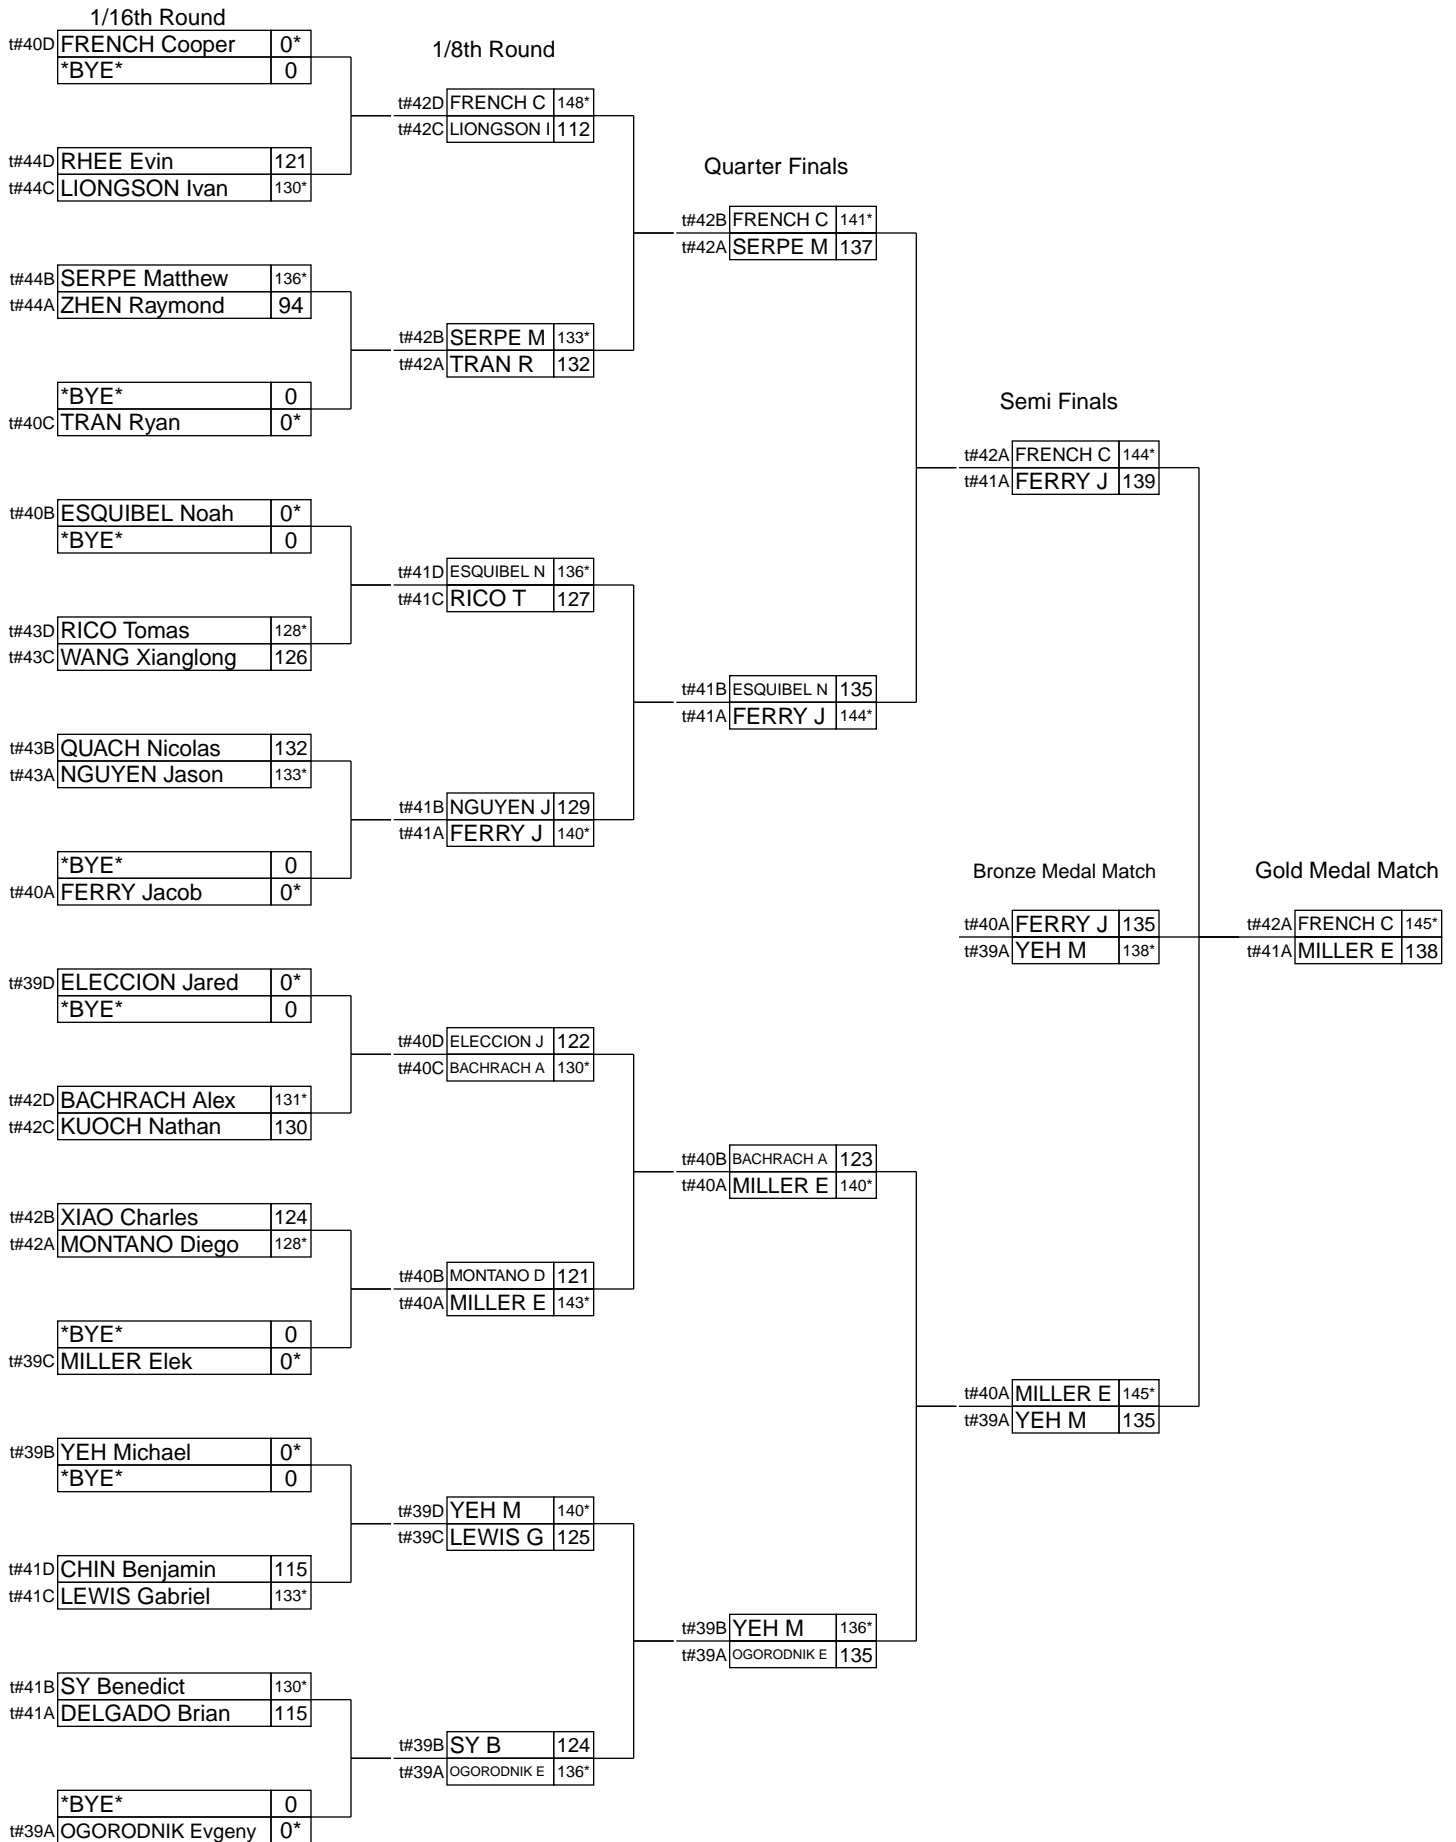 1/16th Round
t#40D FRENCH Cooper 0*
*BYE* 0
t#44D RHEE Evin 121
t#44C LIONGSON Ivan 130*
t#44B SERPE Matthew 136*
t#44A ZHEN Raymond 94
*BYE* 0
t#40C TRAN Ryan 0*
t#40B ESQUIBEL Noah 0*
*BYE* 0
t#43D RICO Tomas 128*
t#43C WANG Xianglong 126
t#43B QUACH Nicolas 132
t#43A NGUYEN Jason 133*
*BYE* 0
t#40A FERRY Jacob 0*
t#39D ELECCION Jared 0*
*BYE* 0
t#42D BACHRACH Alex 131*
t#42C KUOCH Nathan 130
t#42B XIAO Charles 124
t#42A MONTANO Diego 128*
*BYE* 0
t#39C MILLER Elek 0*
t#39B YEH Michael 0*
*BYE* 0
t#41D CHIN Benjamin 115
t#41C LEWIS Gabriel 133*
t#41B SY Benedict 130*
t#41A DELGADO Brian 115
*BYE* 0
t#39A OGORODNIK Evgeny 0*
1/8th Round
t#42D FRENCH C 148*
t#42C LIONGSON I 112
t#42B SERPE M 133*
t#42A TRAN R 132
t#41D ESQUIBEL N 136*
t#41C RICO T 127
t#41B NGUYEN J 129
t#41A FERRY J 140*
t#40D ELECCION J 122
t#40C BACHRACH A 130*
t#40B MONTANO D 121
t#40A MILLER E 143*
t#39D YEH M 140*
t#39C LEWIS G 125
t#39B SY B 124
t#39A OGORODNIK E 136*
Quarter Finals
t#42B FRENCH C 141*
t#42A SERPE M 137
t#41B ESQUIBEL N 135
t#41A FERRY J 144*
t#40B BACHRACH A 123
t#40A MILLER E 140*
t#39B YEH M 136*
t#39A OGORODNIK E 135
Semi Finals
t#42A FRENCH C 144*
t#41A FERRY J 139
t#40A MILLER E 145*
t#39A YEH M 135
Bronze Medal Match
t#40A FERRY J 135
t#39A YEH M 138*
Gold Medal Match
t#42A FRENCH C 145*
t#41A MILLER E 138